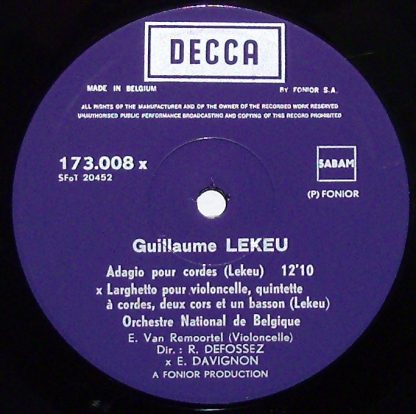 DECCA
MADE IN BELGIUM
BY FONIOR S.A.
ALL RIGHTS OF THE MANUFACTURER AND OF THE OWNER OF THE RECORDED WORK RESERVED
UNAUTHORISED PUBLIC PERFORMANCE BROADCASTING AND COPYING OF THIS RECORD PROHIBITED
173.008 x
SFoT 20452
SABAM
(P) FONIOR
Guillaume LEKEU
Adagio pour cordes (Lekeu) 12'10
x Larghetto pour violoncelle, quintette
à cordes, deux cors et un basson (Lekeu)
Orchestre National de Belgique
E. Van Remoortel (Violoncelle)
Dir. : R. DEFOSSEZ
x E. DAVIGNON
A FONIOR PRODUCTION